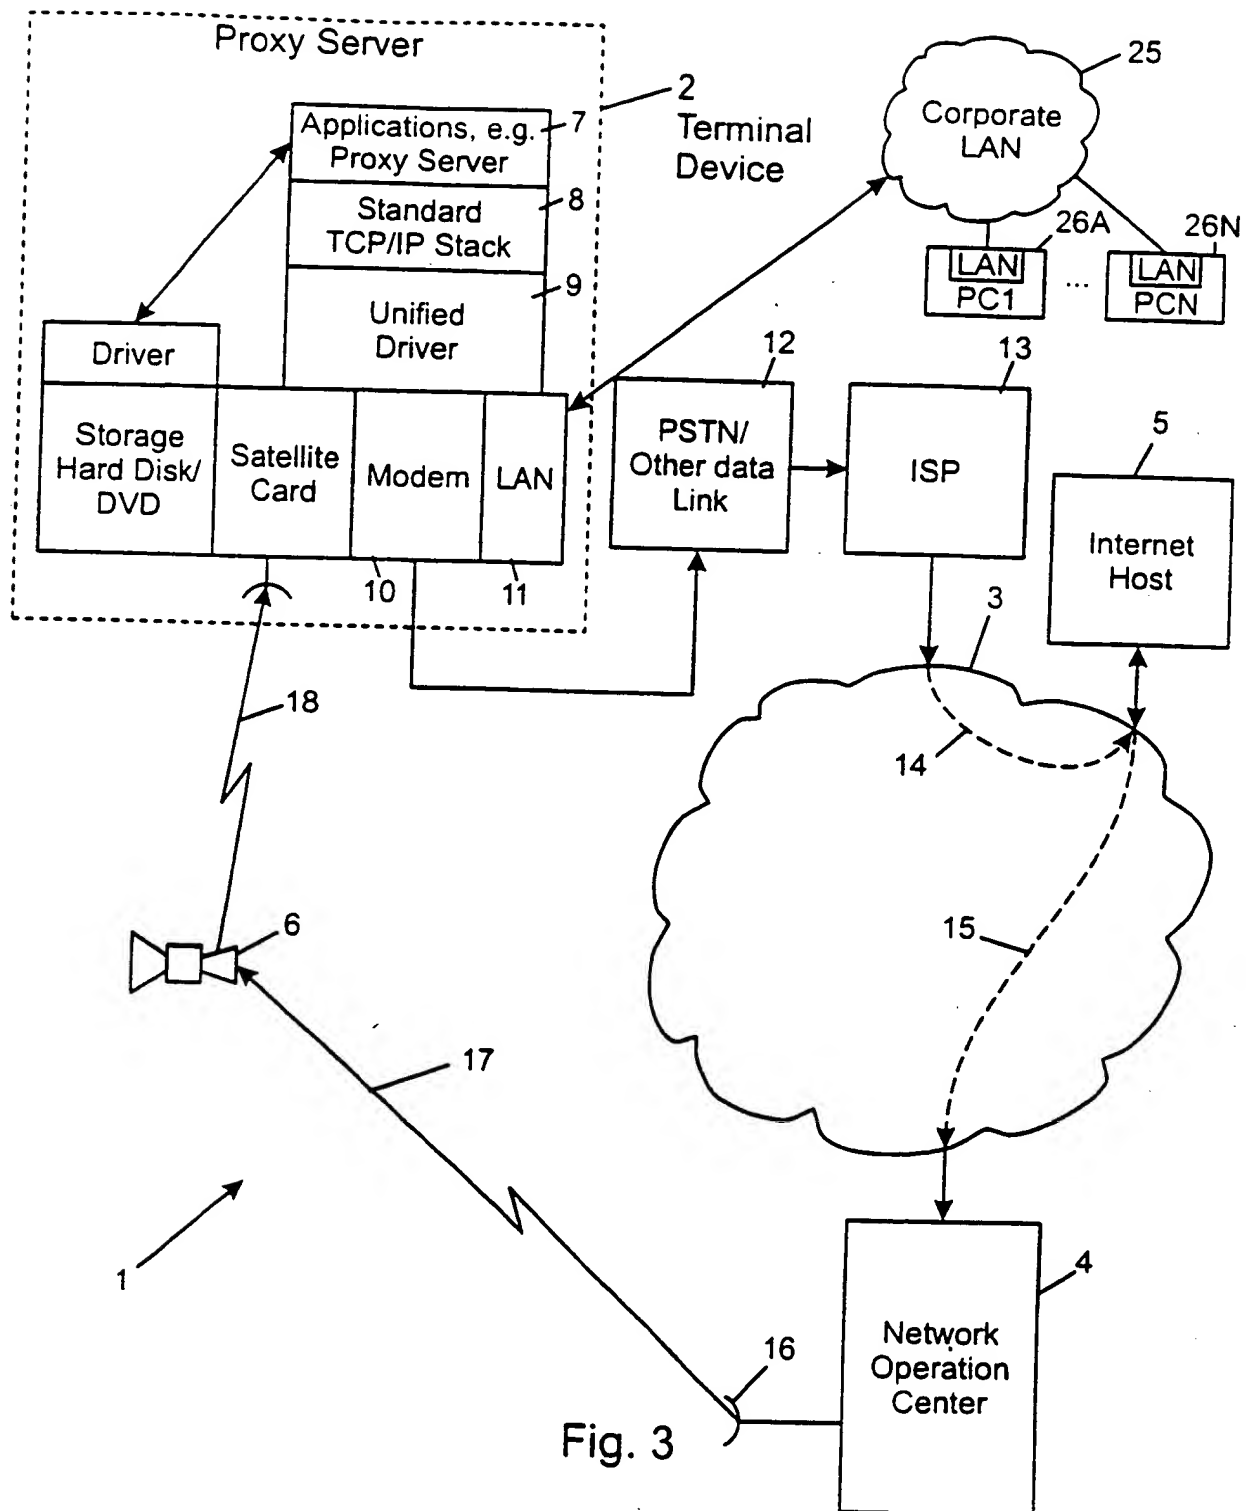 Proxy Server
2
Terminal
Device
Applications, e.g.
Proxy Server
7
Standard
TCP/IP Stack
8
Unified
Driver
9
Driver
Storage
Hard Disk/
DVD
Satellite
Card
Modem
LAN
10
11
25
Corporate
LAN
26A
26N
LAN
PC1
...
LAN
PCN
12
PSTN/
Other data
Link
13
ISP
5
Internet
Host
3
14
15
18
6
17
1
16
4
Network
Operation
Center
Fig. 3